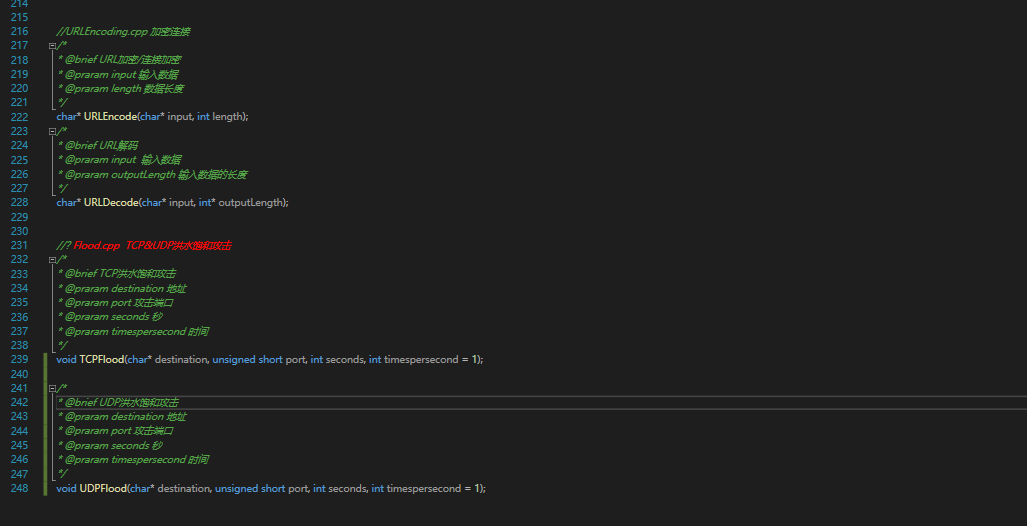 214
215
216 //URLEncoding.cpp 加密连接
217 /*
218 * @brief URL加密/连接加密
219 * @praram input 输入数据
220 * @praram length 数据长度
221 */
222 char* URLEncode(char* input, int length);
223 /*
224 * @brief URL解码
225 * @praram input  输入数据
226 * @praram outputLength 输入数据的长度
227 */
228 char* URLDecode(char* input, int* outputLength);
229
230
231 //? Flood.cpp  TCP&UDP洪水饱和攻击
232 /*
233 * @brief TCP洪水饱和攻击
234 * @praram destination 地址
235 * @praram port 攻击端口
236 * @praram seconds 秒
237 * @praram timespersecond 时间
238 */
239 void TCPFlood(char* destination, unsigned short port, int seconds, int timespersecond = 1);
240
241 /*
242 * @brief UDP洪水饱和攻击
243 * @praram destination 地址
244 * @praram port 攻击端口
245 * @praram seconds 秒
246 * @praram timespersecond 时间
247 */
248 void UDPFlood(char* destination, unsigned short port, int seconds, int timespersecond = 1);